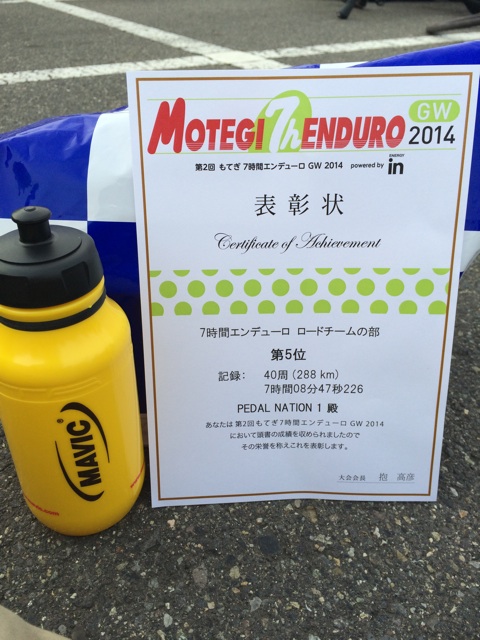 MOTEGI 7h ENDURO GW 2014
第2回 もてぎ 7時間エンデューロ GW 2014 powered by ENERGY in
表彰状
Certificate of Achievement
7時間エンデューロ ロードチームの部
第5位
記録: 40周 (288 km)
7時間08分47秒226
PEDAL NATION 1 殿
あなたは第2回もてぎ7時間エンデューロ GW 2014
において頭書の成績を収められましたので
その栄誉を称えこれを表彰します。
大会会長 抱 高彦
MAVIC